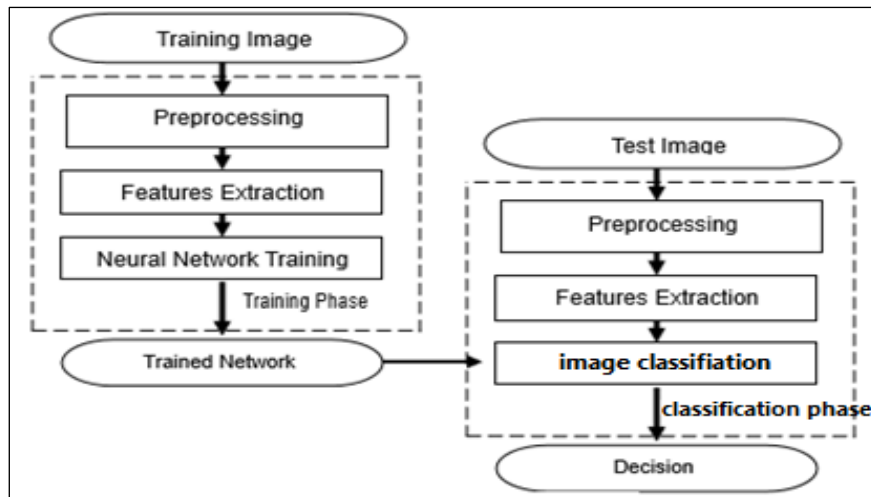 Training Image
Preprocessing
Features Extraction
Neural Network Training
Training Phase
Trained Network
Test Image
Preprocessing
Features Extraction
image classifiation
classification phase
Decision